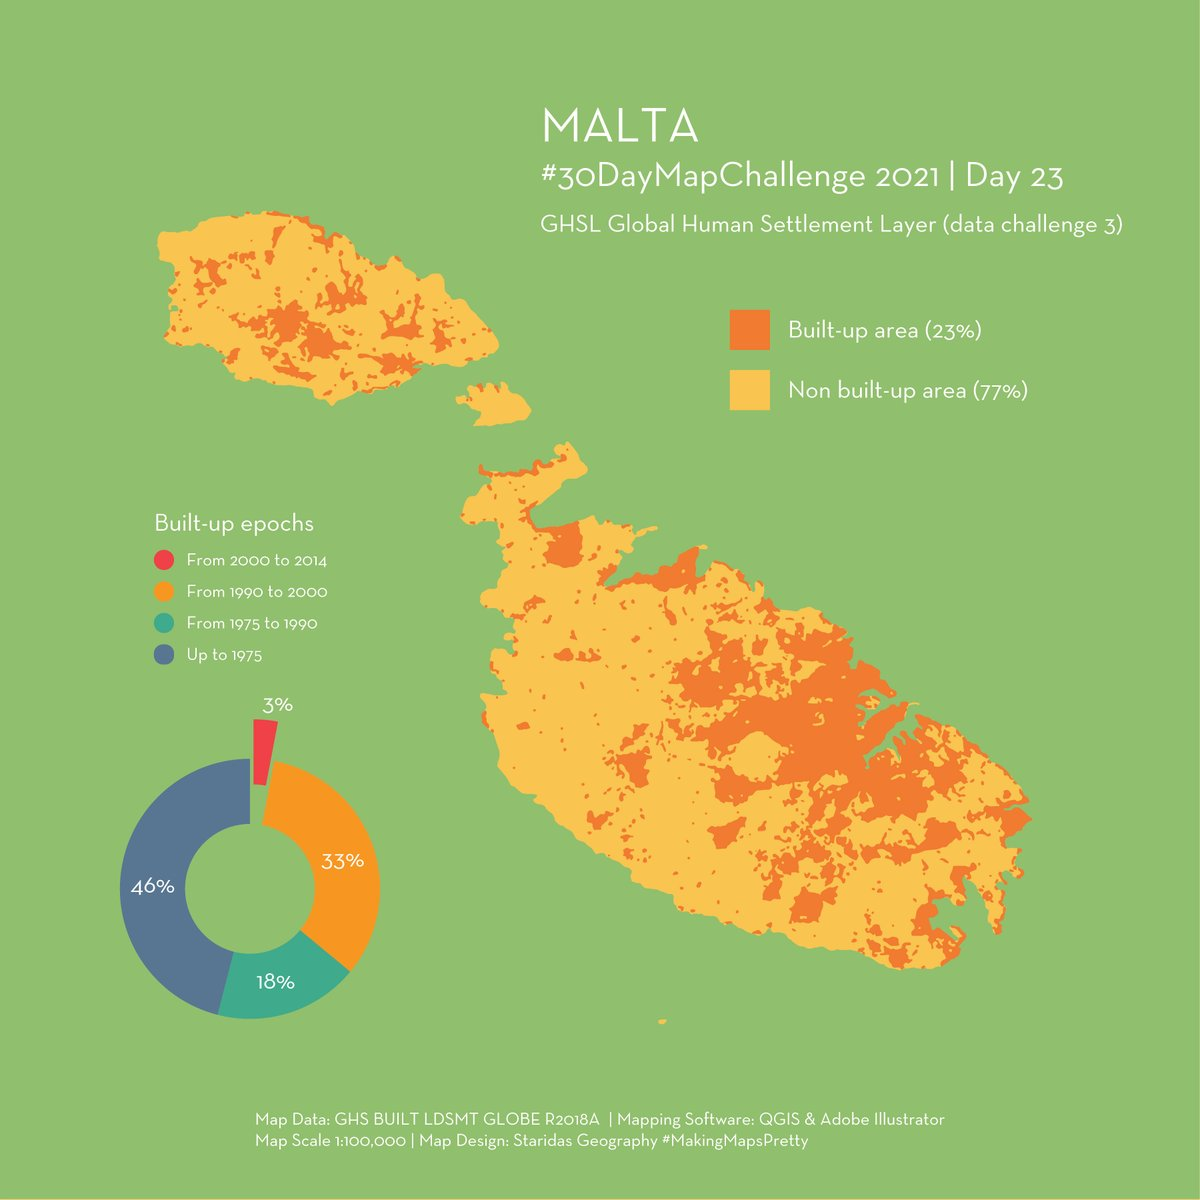 MALTA
#30DayMapChallenge 2021 | Day 23
GHSL Global Human Settlement Layer (data challenge 3)
Built-up area (23%)
Non built-up area (77%)
Built-up epochs
From 2000 to 2014
From 1990 to 2000
From 1975 to 1990
Up to 1975
3%
33%
46%
18%
Map Data: GHS BUILT LDSMT GLOBE R2018A | Mapping Software: QGIS & Adobe Illustrator
Map Scale 1:100,000 | Map Design: Staridas Geography #MakingMapsPretty